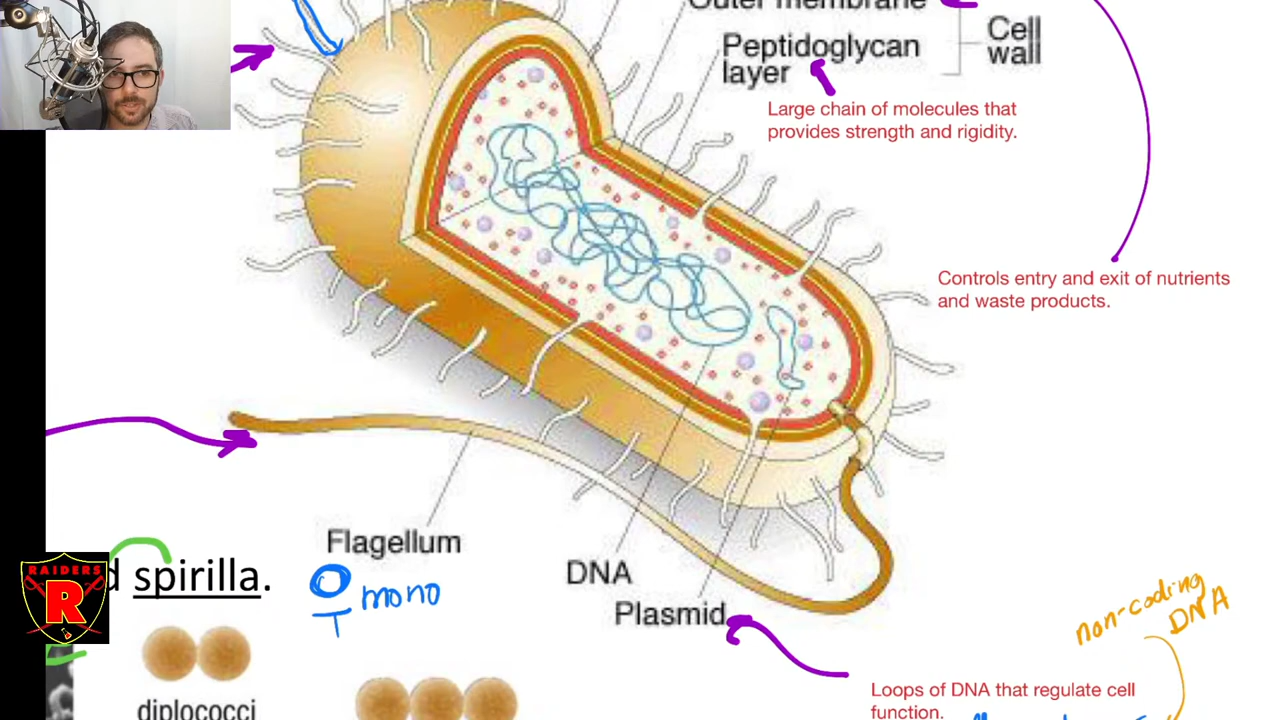 Outer membrane
Peptidoglycan
layer
Cell
wall
Large chain of molecules that
provides strength and rigidity.
Controls entry and exit of nutrients
and waste products.
Flagellum
DNA
Plasmid
RAIDERS
R
d spirilla.
mono
diplococci
non-coding
DNA
Loops of DNA that regulate cell
function.